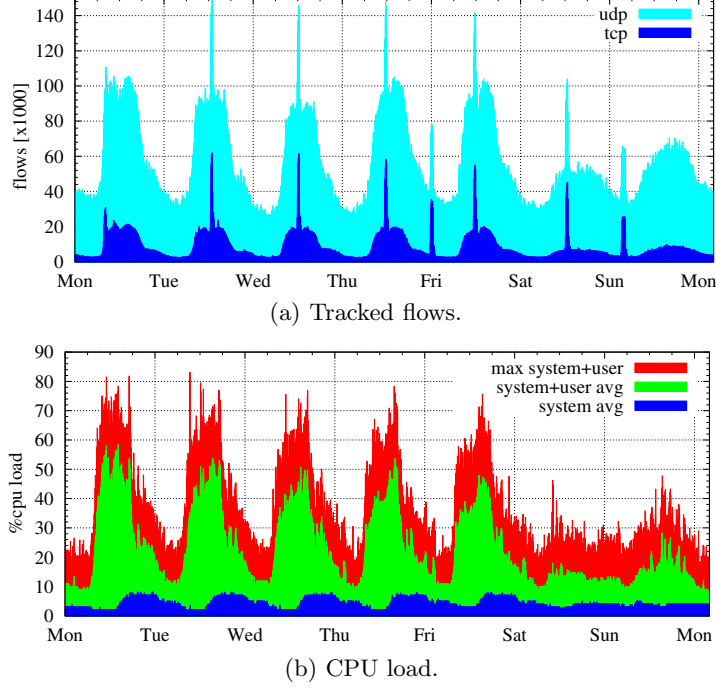 140
120
100
80
60
40
20
0
flows [x1000]
udp
tcp
Mon Tue Wed Thu Fri Sat Sun Mon
(a) Tracked flows.
90
80
70
60
50
40
30
20
10
0
%cpu load
max system+user
system+user avg
system avg
Mon Tue Wed Thu Fri Sat Sun Mon
(b) CPU load.